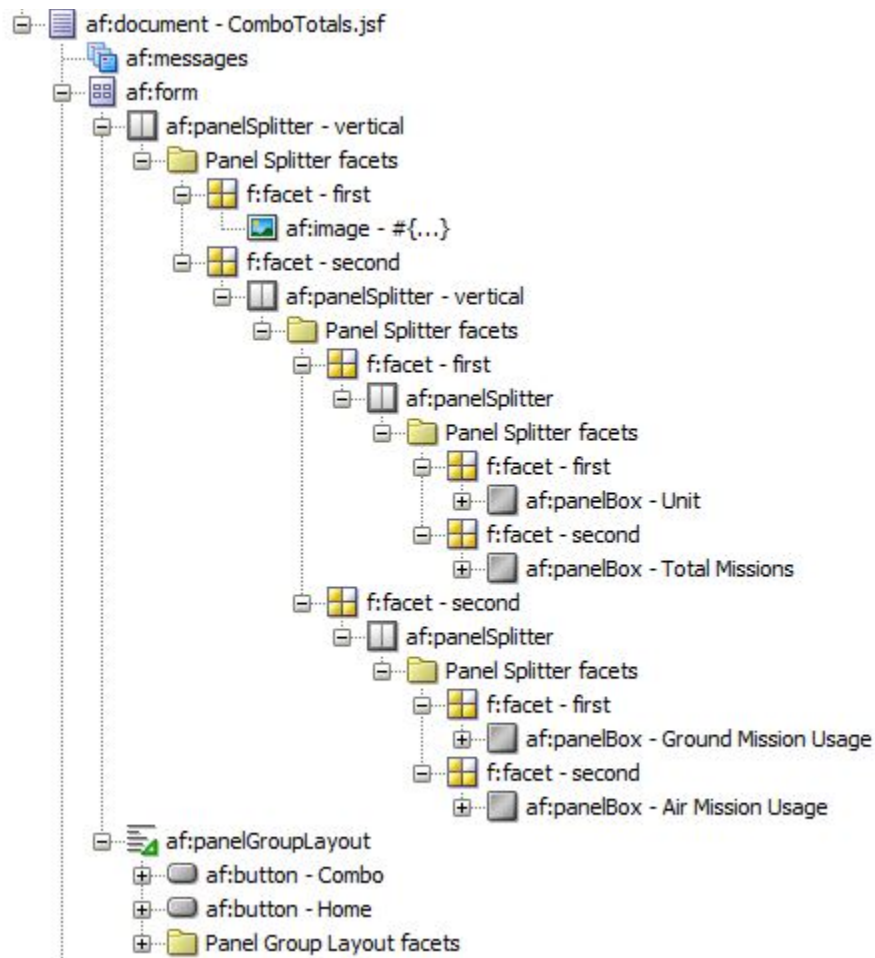 af:document - ComboTotals.jsf
af:messages
af:form
af:panelSplitter - vertical
Panel Splitter facets
f:facet - first
af:image - #{...}
f:facet - second
af:panelSplitter - vertical
Panel Splitter facets
f:facet - first
af:panelSplitter
Panel Splitter facets
f:facet - first
af:panelBox - Unit
f:facet - second
af:panelBox - Total Missions
f:facet - second
af:panelSplitter
Panel Splitter facets
f:facet - first
af:panelBox - Ground Mission Usage
f:facet - second
af:panelBox - Air Mission Usage
af:panelGroupLayout
af:button - Combo
af:button - Home
Panel Group Layout facets